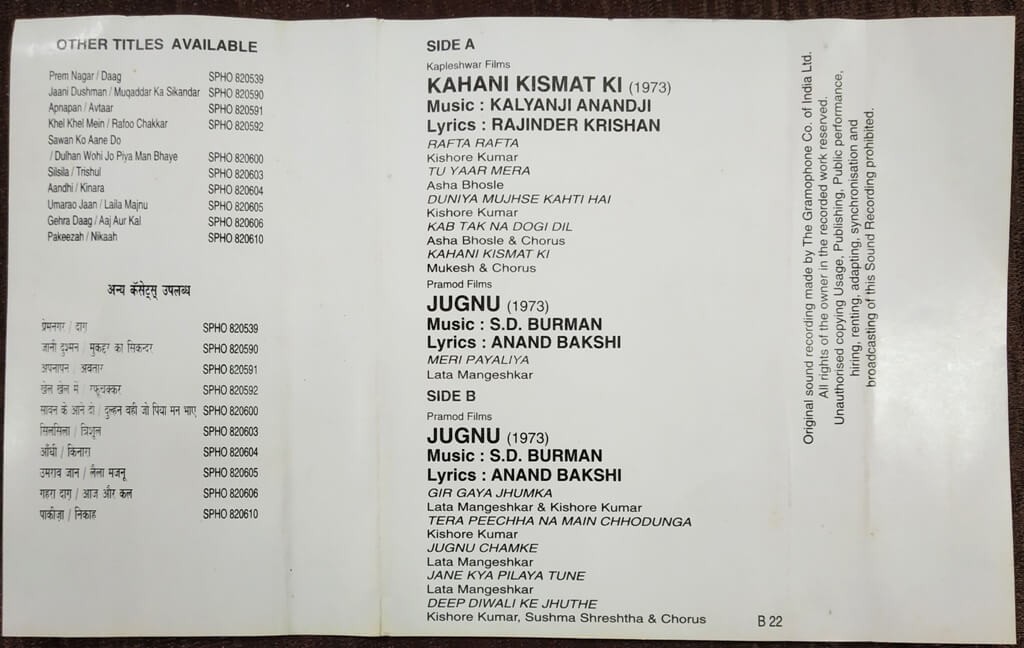 OTHER TITLES AVAILABLE
Prem Nagar / Daag SPHO 820539
Jaani Dushman / Muqaddar Ka Sikandar SPHO 820590
Apnapan / Avtaar SPHO 820591
Khel Khel Mein / Rafoo Chakkar SPHO 820592
Sawan Ko Aane Do
/ Dulhan Wohi Jo Piya Man Bhaye SPHO 820600
Silsila / Trishul SPHO 820603
Aandhi / Kinara SPHO 820604
Umarao Jaan / Laila Majnu SPHO 820605
Gehra Daag / Aaj Aur Kal SPHO 820606
Pakeezah / Nikaah SPHO 820610
अन्य कॅसेट्स् उपलब्ध
प्रेमनगर / दाग SPHO 820539
जानी दुश्मन / मुकद्दर का सिकन्दर SPHO 820590
अपनापन / अवतार SPHO 820591
खेल खेल में / रफूचक्कर SPHO 820592
सावन के आने दो / दुल्हन वही जो पिया मन भाए SPHO 820600
सिलसिला / त्रिशूल SPHO 820603
आँधी / किनारा SPHO 820604
उमराव जान / लैला मजनू SPHO 820605
गहरा दाग़ / आज और कल SPHO 820606
पाकीज़ा / निकाह SPHO 820610
SIDE A
Kapleshwar Films
KAHANI KISMAT KI (1973)
Music : KALYANJI ANANDJI
Lyrics : RAJINDER KRISHAN
RAFTA RAFTA
Kishore Kumar
TU YAAR MERA
Asha Bhosle
DUNIYA MUJHSE KAHTI HAI
Kishore Kumar
KAB TAK NA DOGI DIL
Asha Bhosle & Chorus
KAHANI KISMAT KI
Mukesh & Chorus
Pramod Films
JUGNU (1973)
Music : S.D. BURMAN
Lyrics : ANAND BAKSHI
MERI PAYALIYA
Lata Mangeshkar
SIDE B
Pramod Films
JUGNU (1973)
Music : S.D. BURMAN
Lyrics : ANAND BAKSHI
GIR GAYA JHUMKA
Lata Mangeshkar & Kishore Kumar
TERA PEECHHA NA MAIN CHHODUNGA
Kishore Kumar
JUGNU CHAMKE
Lata Mangeshkar
JANE KYA PILAYA TUNE
Lata Mangeshkar
DEEP DIWALI KE JHUTHE
Kishore Kumar, Sushma Shreshtha & Chorus
B 22
Original sound recording made by The Gramophone Co. of India Ltd.
All rights of the owner in the recorded work reserved.
Unauthorised copying Usage, Publishing, Public performance,
hiring, renting, adapting, synchronisation and
broadcasting of this Sound Recording prohibited.